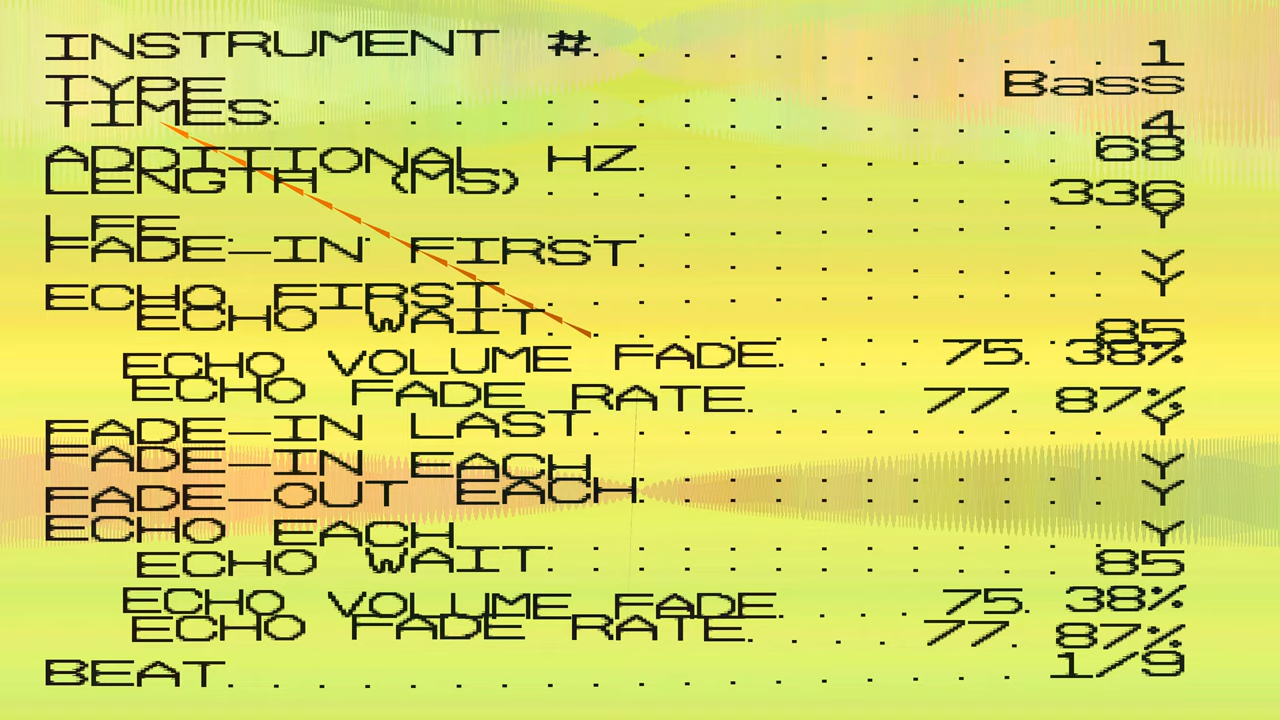 INSTRUMENT #. . . . . . . . . . . . . 1
TYPE Bass
TIMES. . . . . . . . . . . . . . . . . . . 4
ADDITIONAL HZ. . . . . . . . . . . 68
LENGTH (MS) . . . . . . . . . . . . 336
LFE. . . . . . . . . . . . . . . . . . . . Y
FADE-IN FIRST. . . . . . . . . . . Y
ECHO FIRST. . . . . . . . . . . . . . Y
ECHO WAIT. . . . . . . . . . . . . 85
ECHO VOLUME FADE. . . . 75. 38%
ECHO FADE RATE. . . . . 77. 87%
FADE-IN LAST. . . . . . . . . . . . Y
FADE-IN EACH. . . . . . . . . . . . Y
FADE-OUT EACH. . . . . . . . . . . Y
ECHO EACH Y
ECHO WAIT. . . . . . . . . . . . . 85
ECHO VOLUME FADE. . . . 75. 38%
ECHO FADE RATE. . . . . 77. 87%
BEAT. . . . . . . . . . . . . . . . . . . 1/9